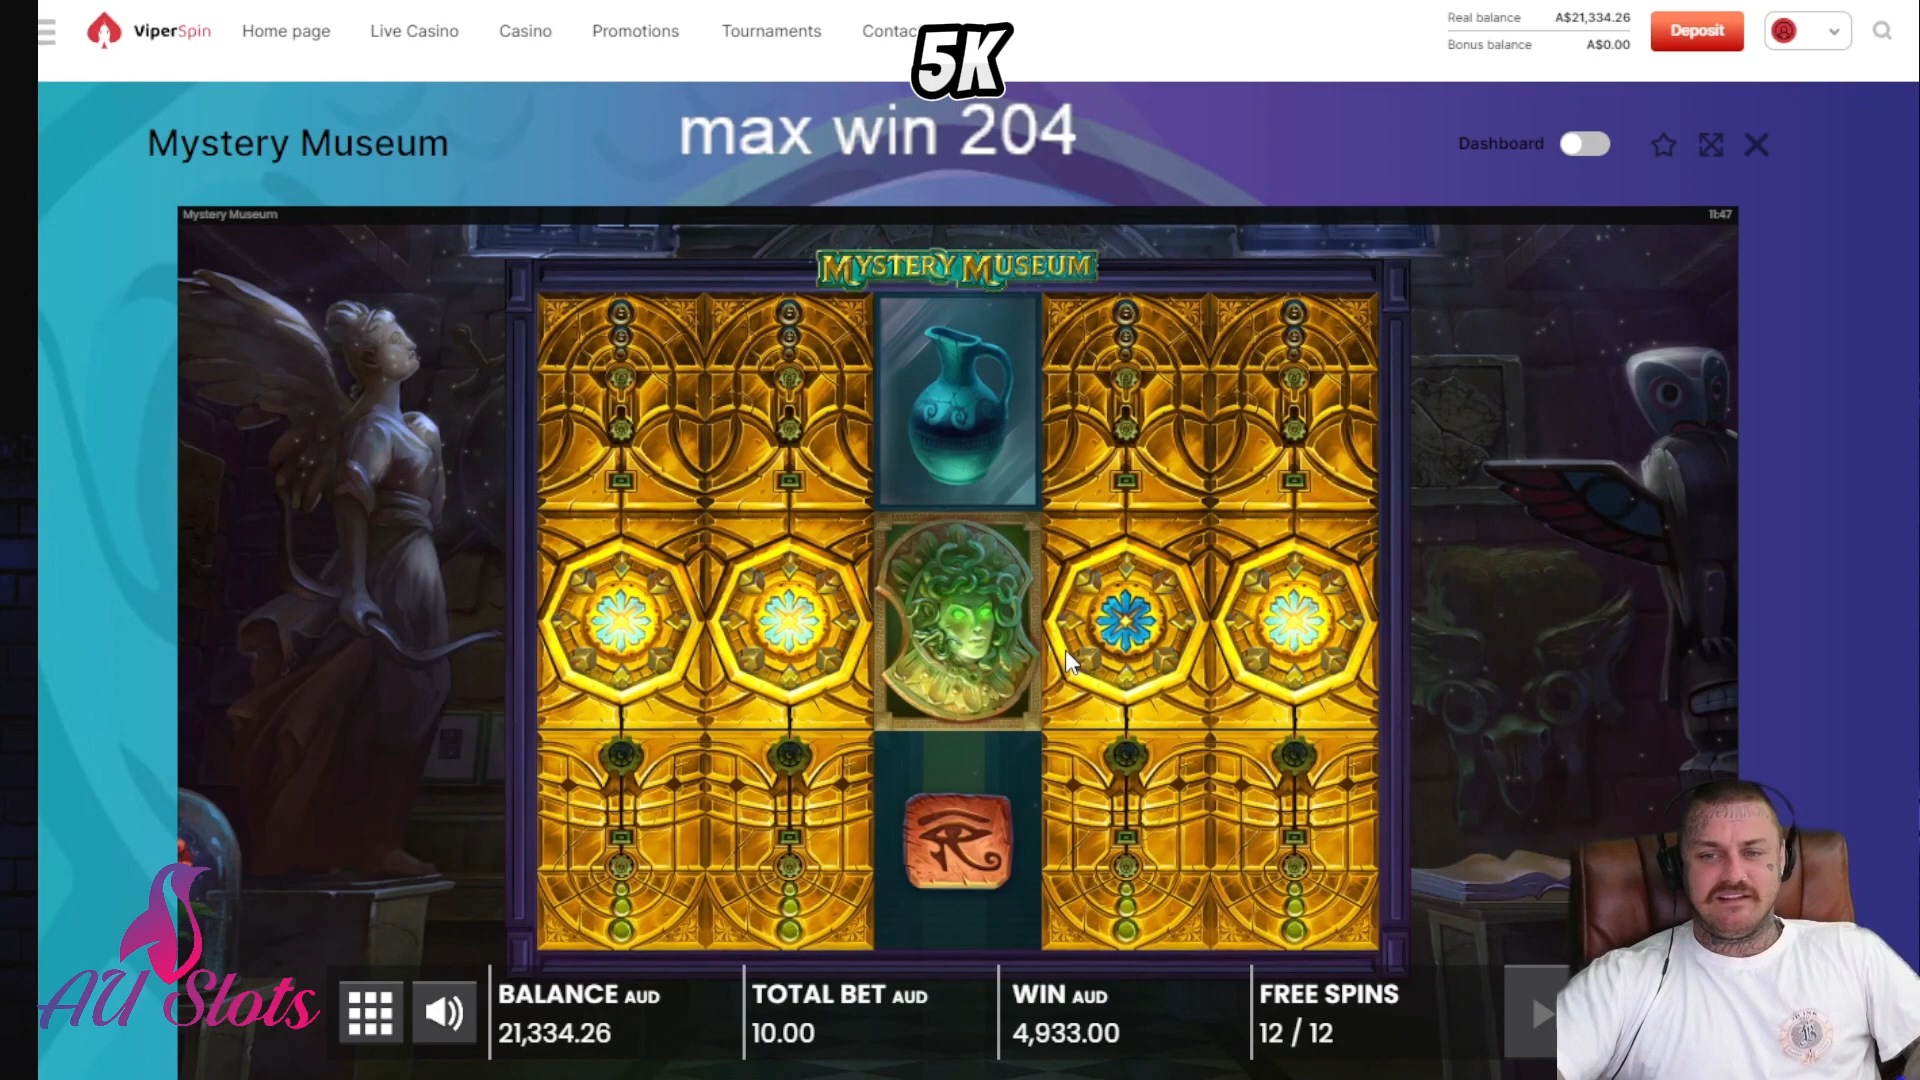 ViperSpin
Home page
Live Casino
Casino
Promotions
Tournaments
Contac
5K
Real balance A$21,334.26
Bonus balance A$0.00
Deposit
Mystery Museum
max win 204
Dashboard
Mystery Museum
11:47
MYSTERY MUSEUM
AU Slots
BALANCE AUD
21,334.26
TOTAL BET AUD
10.00
WIN AUD
4,933.00
FREE SPINS
12 / 12